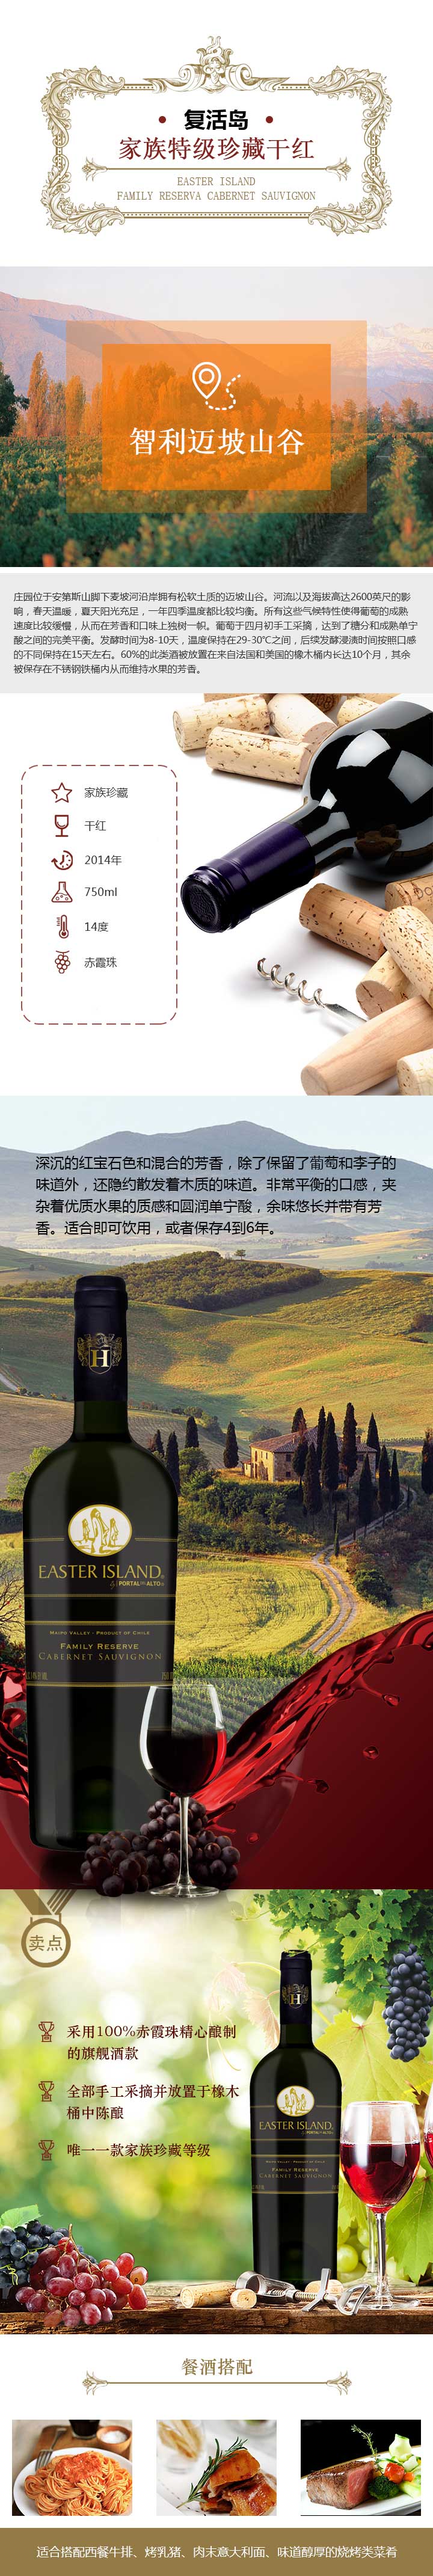 复活岛
家族特级珍藏干红
EASTER ISLAND
FAMILY RESERVA CABERNET SAUVIGNON
智利迈坡山谷
庄园位于安第斯山脚下麦坡河沿岸拥有松软土质的迈坡山谷。河流以及海拔高达2600英尺的影
响，春天温暖，夏天阳光充足，一年四季温度都比较均衡。所有这些气候特性使得葡萄的成熟
速度比较缓慢，从而在芳香和口味上独树一帜。葡萄于四月初手工采摘，达到了糖分和成熟单宁
酸之间的完美平衡。发酵时间为8-10天，温度保持在29-30℃之间，后续发酵浸渍时间按照口感
的不同保持在15天左右。60%的此类酒被放置在来自法国和美国的橡木桶内长达10个月，其余
被保存在不锈钢铁桶内从而维持水果的芳香。
家族珍藏
干红
2014年
750ml
14度
赤霞珠
深沉的红宝石色和混合的芳香，除了保留了葡萄和李子的
味道外，还隐约散发着木质的味道。非常平衡的口感，夹
杂着优质水果的质感和圆润单宁酸，余味悠长并带有芳
香。适合即可饮用，或者保存4到6年。
H
EASTER ISLAND
PORTAL DEL ALTO
MAIPO VALLEY - PRODUCT OF CHILE
FAMILY RESERVE
CABERNET SAUVIGNON
卖点
采用100%赤霞珠精心酿制
的旗舰酒款
全部手工采摘并放置于橡木
桶中陈酿
唯一一款家族珍藏等级
H
EASTER ISLAND
PORTAL DEL ALTO
MAIPO VALLEY - PRODUCT OF CHILE
FAMILY RESERVE
CABERNET SAUVIGNON
餐酒搭配
适合搭配西餐牛排、烤乳猪、肉末意大利面、味道醇厚的烧烤类菜肴